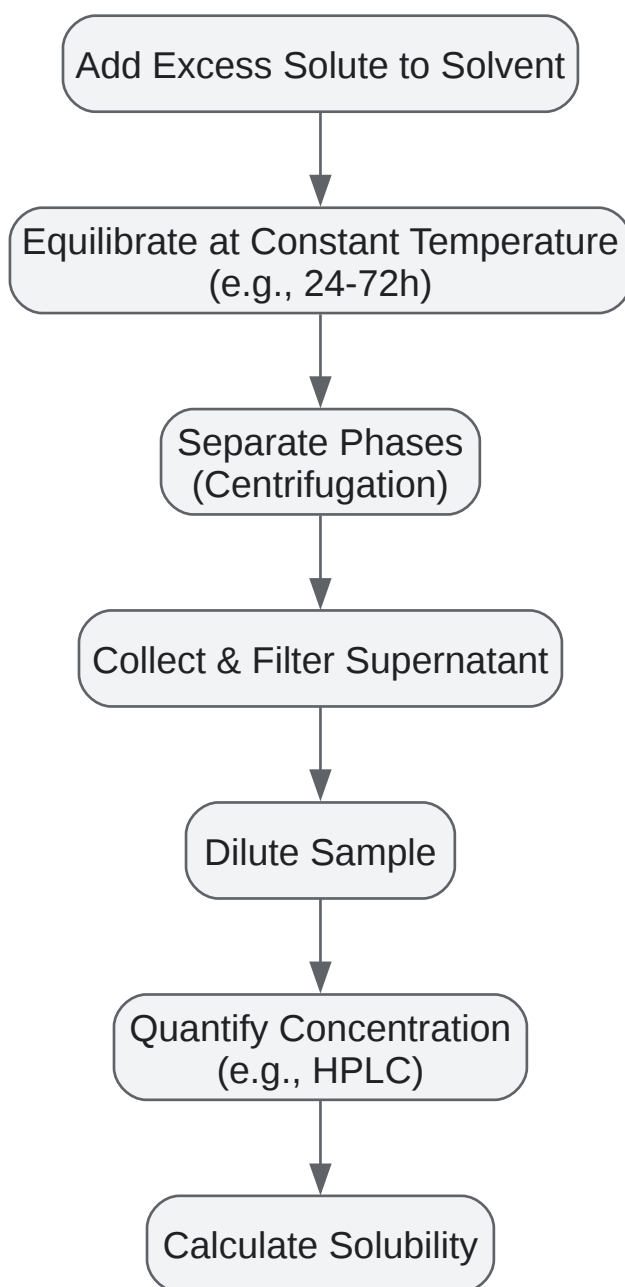 Add Excess Solute to Solvent
Equilibrate at Constant Temperature
(e.g., 24-72h)
Separate Phases
(Centrifugation)
Collect & Filter Supernatant
Dilute Sample
Quantify Concentration
(e.g., HPLC)
Calculate Solubility